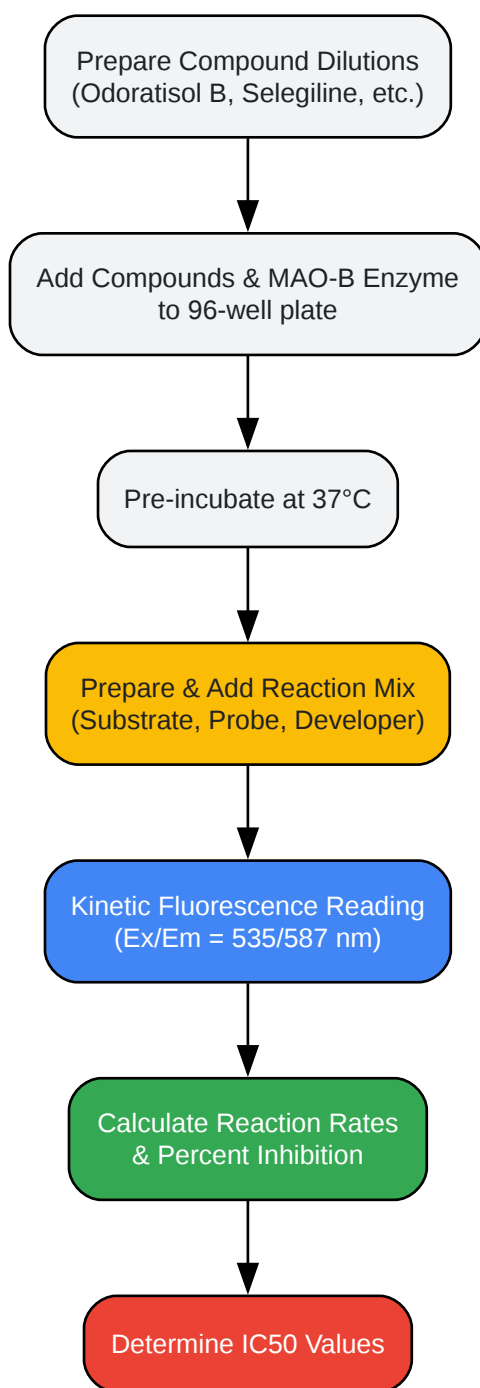 Prepare Compound Dilutions
(Odoratisol B, Selegiline, etc.)
Add Compounds & MAO-B Enzyme
to 96-well plate
Pre-incubate at 37°C
Prepare & Add Reaction Mix
(Substrate, Probe, Developer)
Kinetic Fluorescence Reading
(Ex/Em = 535/587 nm)
Calculate Reaction Rates
& Percent Inhibition
Determine IC50 Values